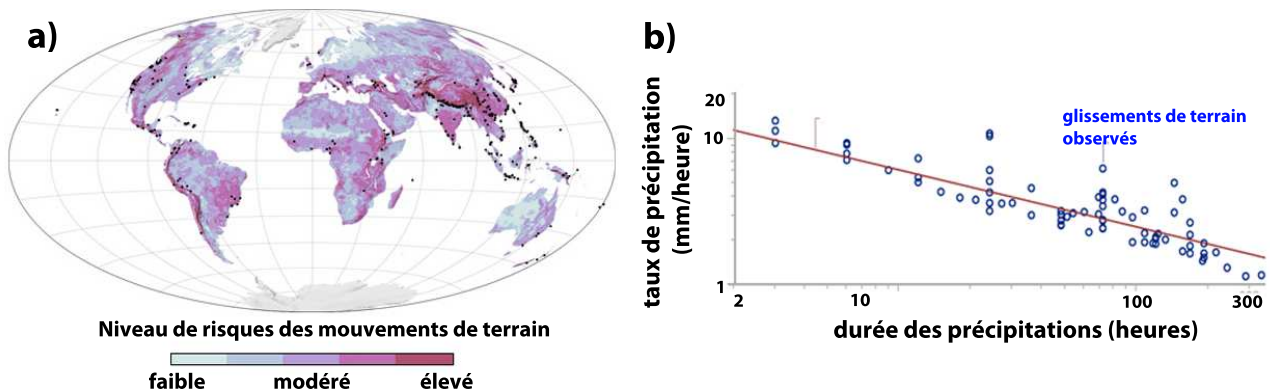 a)
Niveau de risques des mouvements de terrain
faible modéré élevé
b)
taux de précipitation
(mm/heure)
20
10
1
glissements de terrain
observés
2 10 100 300
durée des précipitations (heures)